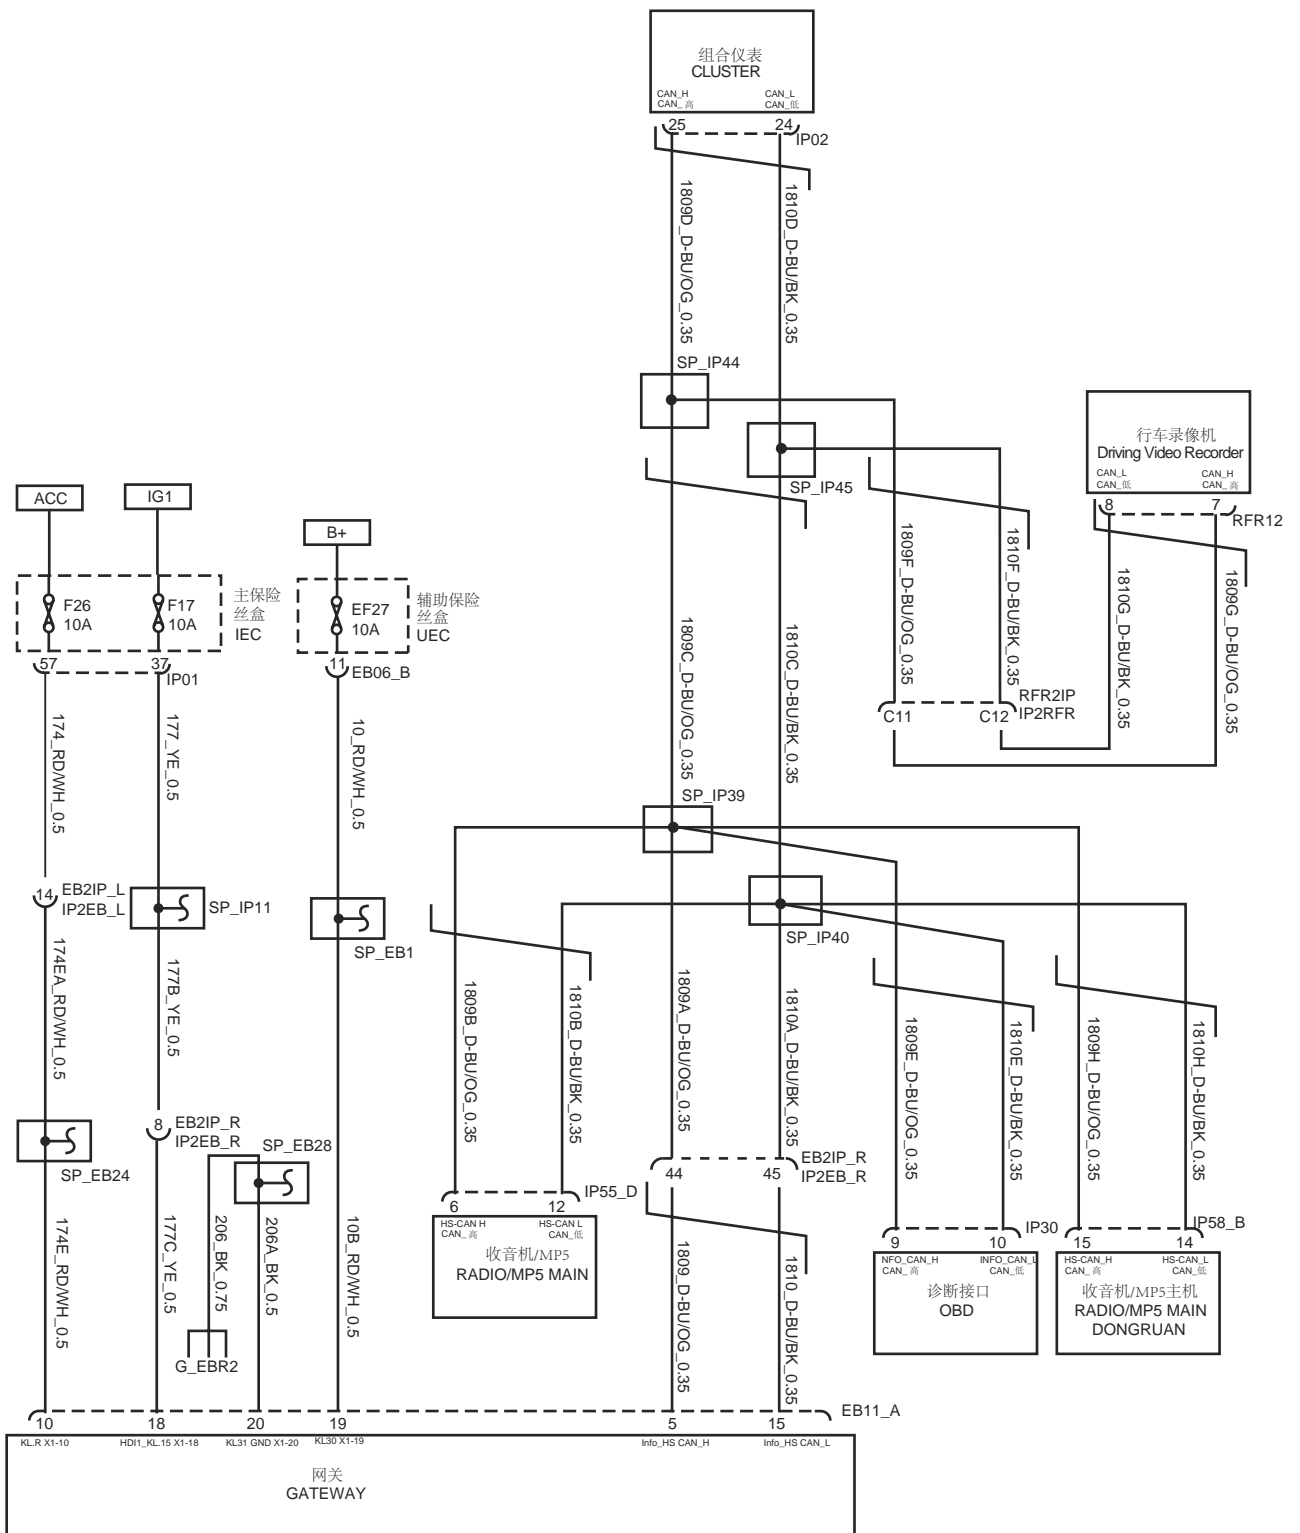 组合仪表
CLUSTER
CAN_H
CAN_高
CAN_L
CAN_低
25
24
IP02
1809D_D-BU/OG_0.35
1810D_D-BU/BK_0.35
SP_IP44
SP_IP45
行车录像机
Driving Video Recorder
CAN_L
CAN_低
CAN_H
CAN_高
8
7
RFR12
ACC
IG1
B+
F26
10A
F17
10A
主保险
丝盒
IEC
EF27
10A
辅助保险
丝盒
UEC
57
37
IP01
11
EB06_B
1809F_D-BU/OG_0.35
1810F_D-BU/BK_0.35
1810G_D-BU/BK_0.35
1809G_D-BU/OG_0.35
1809C_D-BU/OG_0.35
1810C_D-BU/BK_0.35
C11
C12
RFR2IP
IP2RFR
174_RD/WH_0.5
177_YE_0.5
10_RD/WH_0.5
SP_IP39
14
EB2IP_L
IP2EB_L
SP_IP11
SP_EB1
SP_IP40
174EA_RD/WH_0.5
177B_YE_0.5
1809B_D-BU/OG_0.35
1810B_D-BU/BK_0.35
1809A_D-BU/OG_0.35
1810A_D-BU/BK_0.35
1809E_D-BU/OG_0.35
1810E_D-BU/BK_0.35
1809H_D-BU/OG_0.35
1810H_D-BU/BK_0.35
8
EB2IP_R
IP2EB_R
SP_EB28
SP_EB24
44
45
EB2IP_R
IP2EB_R
6
12
IP55_D
HS-CAN H
CAN_高
HS-CAN L
CAN_低
收音机/MP5
RADIO/MP5 MAIN
9
10
IP30
NFO_CAN_H
CAN_高
INFO_CAN_L
CAN_低
诊断接口
OBD
15
14
IP58_B
HS-CAN_H
CAN_高
HS-CAN_L
CAN_低
收音机/MP5主机
RADIO/MP5 MAIN
DONGRUAN
174E_RD/WH_0.5
177C_YE_0.5
206_BK_0.75
206A_BK_0.5
10B_RD/WH_0.5
1809_D-BU/OG_0.35
1810_D-BU/BK_0.35
G_EBR2
10
18
20
19
5
15
EB11_A
KL.R X1-10
HDI1_KL.15 X1-18
KL31 GND X1-20
KL30 X1-19
Info_HS CAN_H
Info_HS CAN_L
网关
GATEWAY